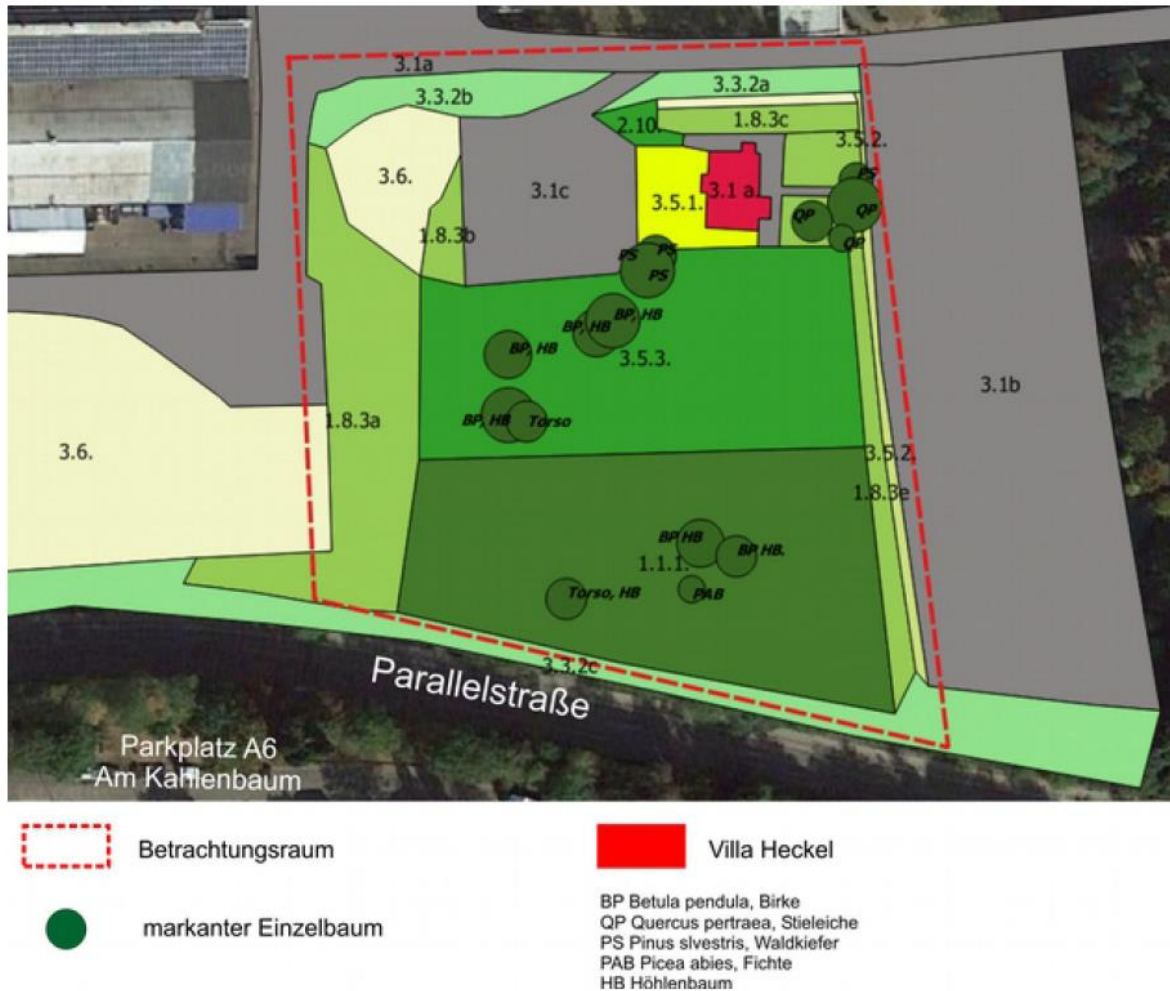 3.1a
3.3.2b
3.3.2a
2.10.
1.8.3c
3.5.2.
PS
3.6.
3.1c
3.5.1.
3.1 a.
QP
QP
QP
1.8.3b
PS
PS
PS
BP, HB
BP, HB
3.5.3.
BP, HB
3.1b
BP, HB
Torso
1.8.3a
3.6.
3.5.2.
1.8.3e
BP HB
BP HB.
1.1.1.
Torso, HB
PAB
3.3.2c
Parallelstraße
Parkplatz A6
-Am Kahlenbaum
Betrachtungsraum
Villa Heckel
markanter Einzelbaum
BP Betula pendula, Birke
QP Quercus pertraea, Stieleiche
PS Pinus slvestris, Waldkiefer
PAB Picea abies, Fichte
HB Höhlenbaum